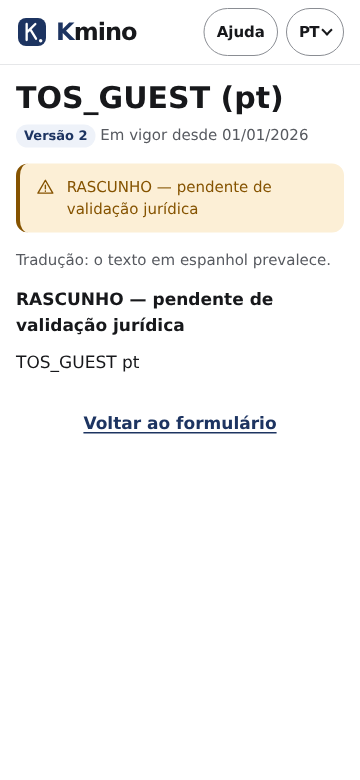 K. Kmino
Ajuda
PT
TOS_GUEST (pt)
Versão 2 Em vigor desde 01/01/2026
RASCUNHO — pendente de
validação jurídica
Tradução: o texto em espanhol prevalece.
RASCUNHO — pendente de
validação jurídica
TOS_GUEST pt
Voltar ao formulário